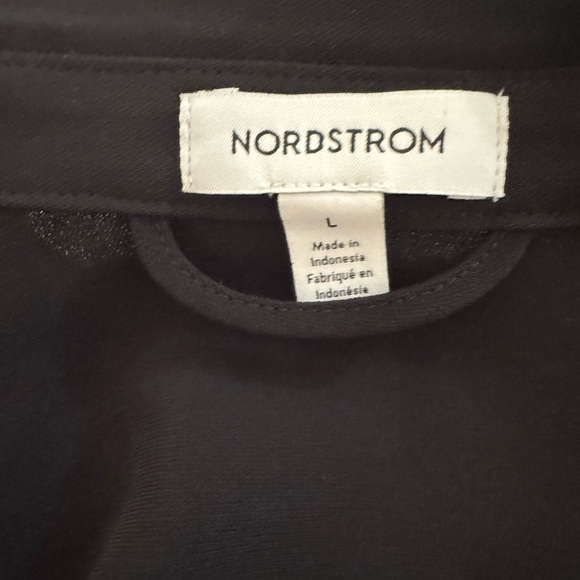 NORDSTROM
L
Made in
Indonesia
Fabriqué en
Indonésie